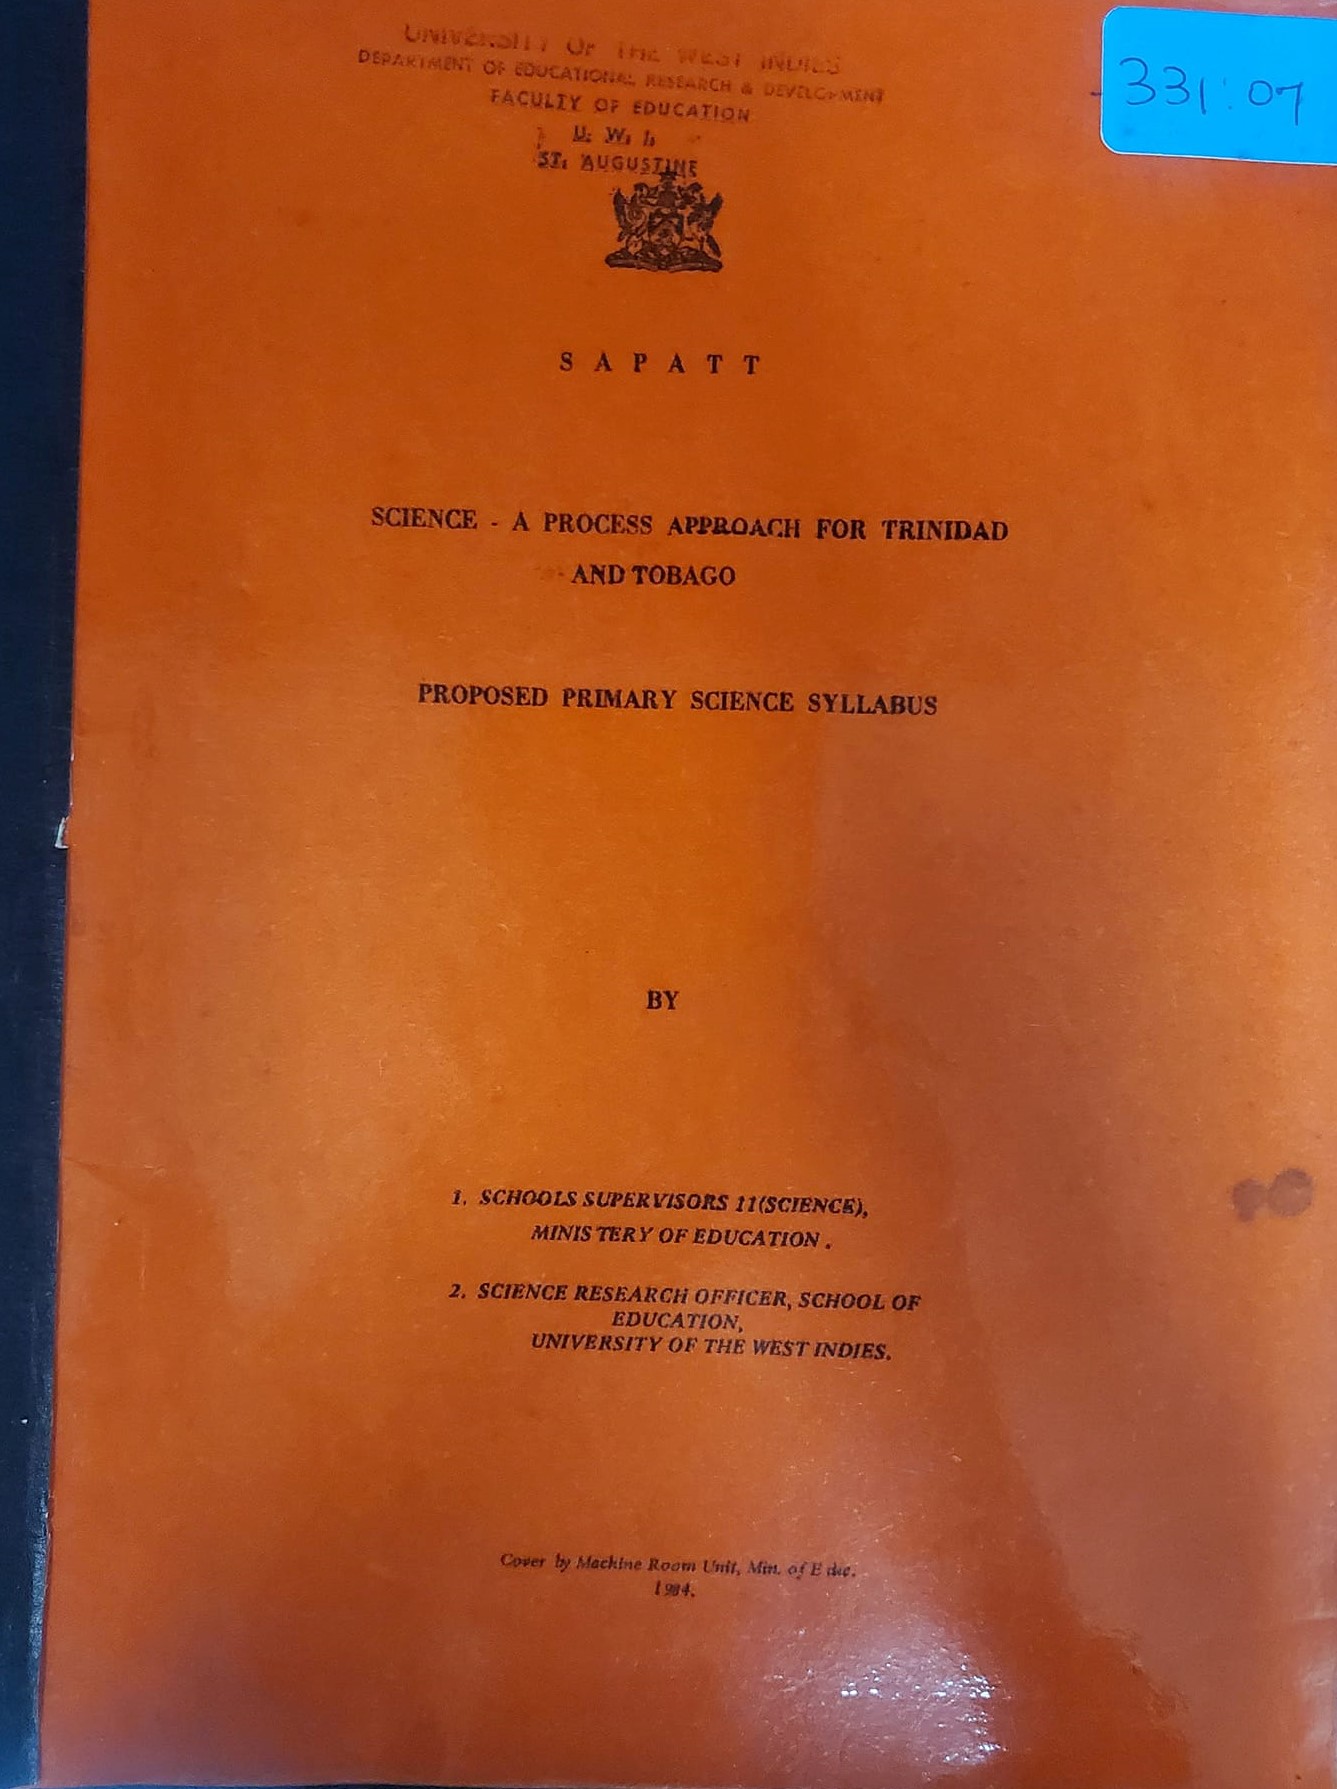 UNIVERSITY OF THE WEST INDIES
DEPARTMENT OF EDUCATIONAL RESEARCH & DEVELOPMENT
FACULTY OF EDUCATION
U. W. I.
ST. AUGUSTINE
331:07
S A P A T T
SCIENCE - A PROCESS APPROACH FOR TRINIDAD
AND TOBAGO
PROPOSED PRIMARY SCIENCE SYLLABUS
BY
1. SCHOOLS SUPERVISORS 11(SCIENCE),
MINISTERY OF EDUCATION.
2. SCIENCE RESEARCH OFFICER, SCHOOL OF
EDUCATION,
UNIVERSITY OF THE WEST INDIES.
Cover by Machine Room Unit, Min. of Educ.
1984.